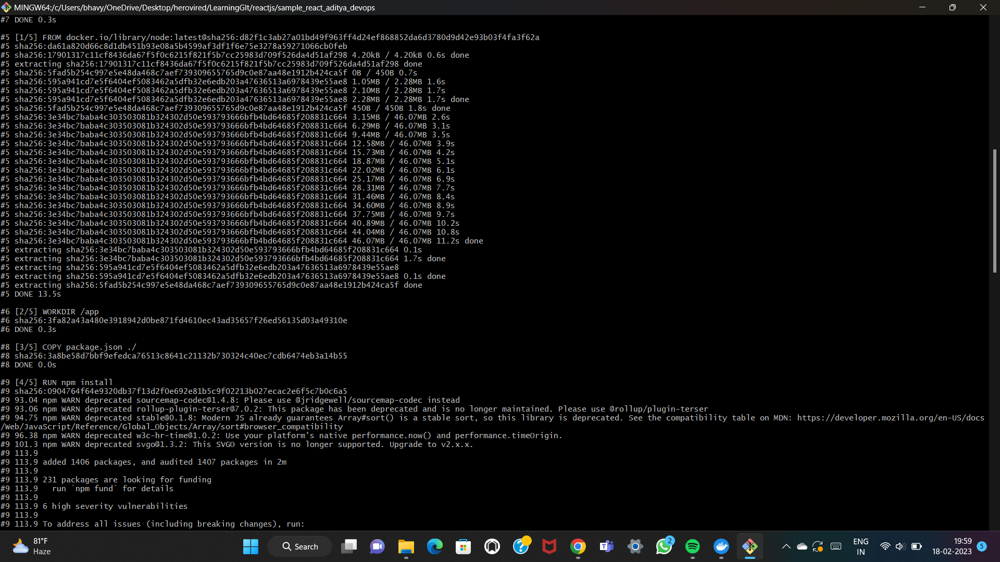 MINGW64:/c/Users/bhavy/OneDrive/Desktop/herovired/LearningGIt/reactjs/sample_react_aditya_devops
#7 DONE 0.3s
#5 [1/5] FROM docker.io/library/node:latest@sha256:d82f1c3ab27a01bd49f963ff4d24ef868852da6d3780d9d42e93b03f4fa3f62a
#5 sha256:da61a820d66c8d1db451b93e08a5b4599af3df1f6e75e3278a59271066cb0feb
#5 sha256:17901317c11cf8436da67f5f0c6215f821f5b7cc25983d709f526da4d51af298 4.20kB / 4.20kB 0.6s done
#5 extracting sha256:17901317c11cf8436da67f5f0c6215f821f5b7cc25983d709f526da4d51af298 done
#5 sha256:5fad5b254c997e5e48da468c7aef739309655765d9c0e87aa48e1912b424ca5f 0B / 450B 0.7s
#5 sha256:595a941cd7e5f6404ef5083462a5dfb32e6edb203a47636513a6978439e55ae8 1.05MB / 2.28MB 1.6s
#5 sha256:595a941cd7e5f6404ef5083462a5dfb32e6edb203a47636513a6978439e55ae8 2.10MB / 2.28MB 1.7s
#5 sha256:595a941cd7e5f6404ef5083462a5dfb32e6edb203a47636513a6978439e55ae8 2.28MB / 2.28MB 1.7s done
#5 sha256:5fad5b254c997e5e48da468c7aef739309655765d9c0e87aa48e1912b424ca5f 450B / 450B 1.8s done
#5 sha256:3e34bc7baba4c303503081b324302d50e593793666bfb4bd64685f208831c664 3.15MB / 46.07MB 2.6s
#5 sha256:3e34bc7baba4c303503081b324302d50e593793666bfb4bd64685f208831c664 6.29MB / 46.07MB 3.1s
#5 sha256:3e34bc7baba4c303503081b324302d50e593793666bfb4bd64685f208831c664 9.44MB / 46.07MB 3.5s
#5 sha256:3e34bc7baba4c303503081b324302d50e593793666bfb4bd64685f208831c664 12.58MB / 46.07MB 3.9s
#5 sha256:3e34bc7baba4c303503081b324302d50e593793666bfb4bd64685f208831c664 15.73MB / 46.07MB 4.2s
#5 sha256:3e34bc7baba4c303503081b324302d50e593793666bfb4bd64685f208831c664 18.87MB / 46.07MB 5.1s
#5 sha256:3e34bc7baba4c303503081b324302d50e593793666bfb4bd64685f208831c664 22.02MB / 46.07MB 6.1s
#5 sha256:3e34bc7baba4c303503081b324302d50e593793666bfb4bd64685f208831c664 25.17MB / 46.07MB 6.9s
#5 sha256:3e34bc7baba4c303503081b324302d50e593793666bfb4bd64685f208831c664 28.31MB / 46.07MB 7.7s
#5 sha256:3e34bc7baba4c303503081b324302d50e593793666bfb4bd64685f208831c664 31.46MB / 46.07MB 8.4s
#5 sha256:3e34bc7baba4c303503081b324302d50e593793666bfb4bd64685f208831c664 34.60MB / 46.07MB 8.9s
#5 sha256:3e34bc7baba4c303503081b324302d50e593793666bfb4bd64685f208831c664 37.75MB / 46.07MB 9.7s
#5 sha256:3e34bc7baba4c303503081b324302d50e593793666bfb4bd64685f208831c664 40.89MB / 46.07MB 10.2s
#5 sha256:3e34bc7baba4c303503081b324302d50e593793666bfb4bd64685f208831c664 44.04MB / 46.07MB 10.8s
#5 sha256:3e34bc7baba4c303503081b324302d50e593793666bfb4bd64685f208831c664 46.07MB / 46.07MB 11.2s done
#5 extracting sha256:3e34bc7baba4c303503081b324302d50e593793666bfb4bd64685f208831c664 0.1s
#5 extracting sha256:3e34bc7baba4c303503081b324302d50e593793666bfb4bd64685f208831c664 1.7s done
#5 extracting sha256:595a941cd7e5f6404ef5083462a5dfb32e6edb203a47636513a6978439e55ae8
#5 extracting sha256:595a941cd7e5f6404ef5083462a5dfb32e6edb203a47636513a6978439e55ae8 0.1s done
#5 extracting sha256:5fad5b254c997e5e48da468c7aef739309655765d9c0e87aa48e1912b424ca5f done
#5 DONE 13.5s
#6 [2/5] WORKDIR /app
#6 sha256:3fa82a43a480e3918942d0be871fd4610ec43ad35657f26ed56135d03a49310e
#6 DONE 0.3s
#8 [3/5] COPY package.json ./
#8 sha256:3a8be58d7bbf9efedca76513c8641c21132b730324c40ec7cdb6474eb3a14b55
#8 DONE 0.0s
#9 [4/5] RUN npm install
#9 sha256:0904764f64e9320db37f13d2f0e692e81b5c9f02213b027ecac2e6f5c7b0c6a5
#9 93.04 npm WARN deprecated sourcemap-codec@1.4.8: Please use @jridgewell/sourcemap-codec instead
#9 93.06 npm WARN deprecated rollup-plugin-terser@7.0.2: This package has been deprecated and is no longer maintained. Please use @rollup/plugin-terser
#9 94.75 npm WARN deprecated stable@0.1.8: Modern JS already guarantees Array#sort() is a stable sort, so this library is deprecated. See the compatibility table on MDN: https://developer.mozilla.org/en-US/docs
/Web/JavaScript/Reference/Global_Objects/Array/sort#browser_compatibility
#9 96.38 npm WARN deprecated w3c-hr-time@1.0.2: Use your platform's native performance.now() and performance.timeOrigin.
#9 101.3 npm WARN deprecated svgo@1.3.2: This SVGO version is no longer supported. Upgrade to v2.x.x.
#9 113.9
#9 113.9 added 1406 packages, and audited 1407 packages in 2m
#9 113.9
#9 113.9 231 packages are looking for funding
#9 113.9   run `npm fund` for details
#9 113.9
#9 113.9 6 high severity vulnerabilities
#9 113.9
#9 113.9 To address all issues (including breaking changes), run:
81°F
Haze
Search
2
ENG
IN
19:59
18-02-2023
5